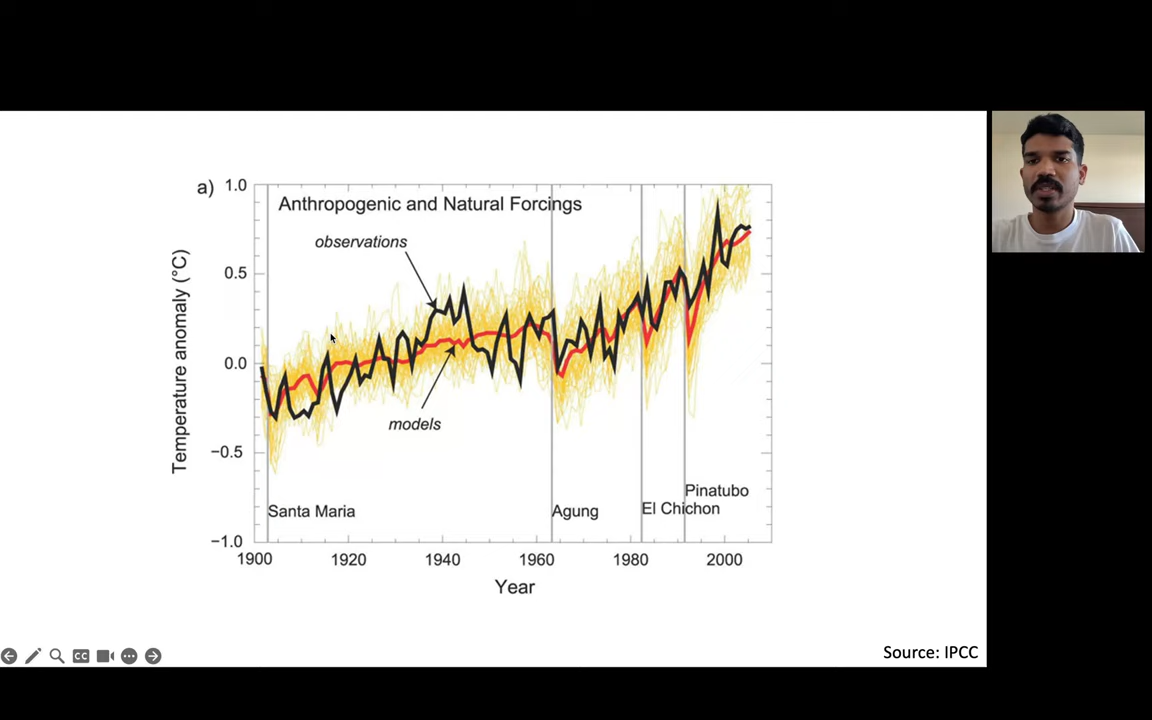 a)
Anthropogenic and Natural Forcings
observations
models
Temperature anomaly (°C)
1.0
0.5
0.0
−0.5
−1.0
Santa Maria
Agung
El Chichon
Pinatubo
1900 1920 1940 1960 1980 2000
Year
Source: IPCC
CC